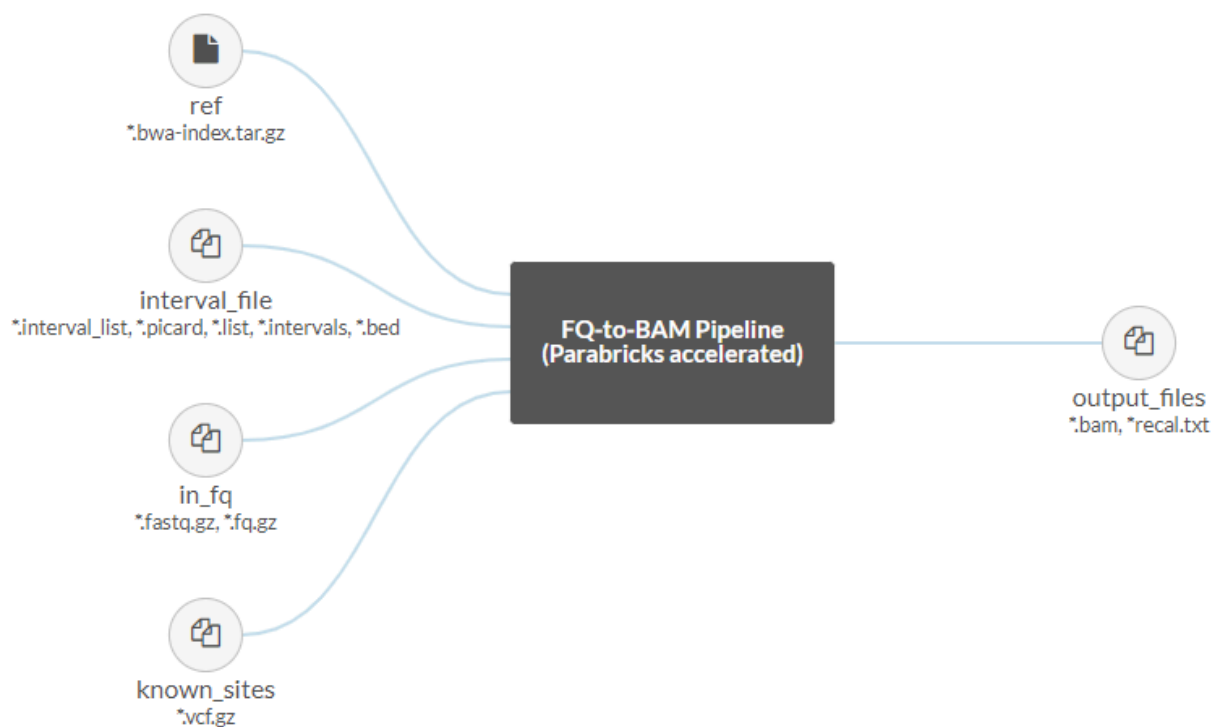 ref
*.bwa-index.tar.gz
interval_file
*.interval_list, *.picard, *.list, *.intervals, *.bed
in_fq
*.fastq.gz, *.fq.gz
known_sites
*.vcf.gz
FQ-to-BAM Pipeline
(Parabricks accelerated)
output_files
*.bam, *recal.txt